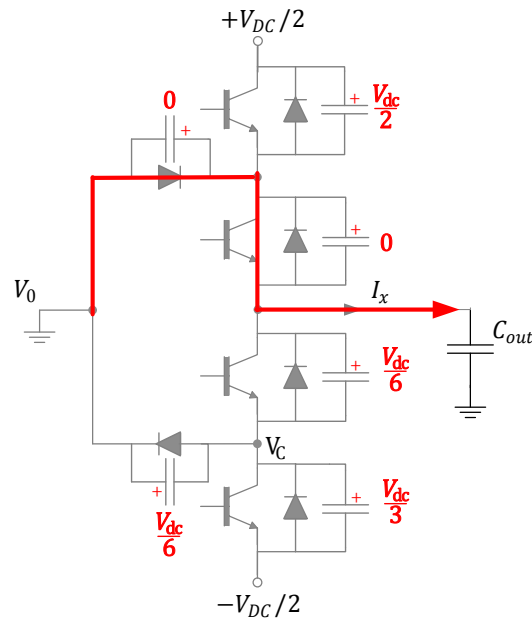 +V_DC/2
0
+
+
V_dc/2
+
0
V_0
I_x
C_out
+
V_dc/6
V_C
+
V_dc/6
+
V_dc/3
−V_DC/2